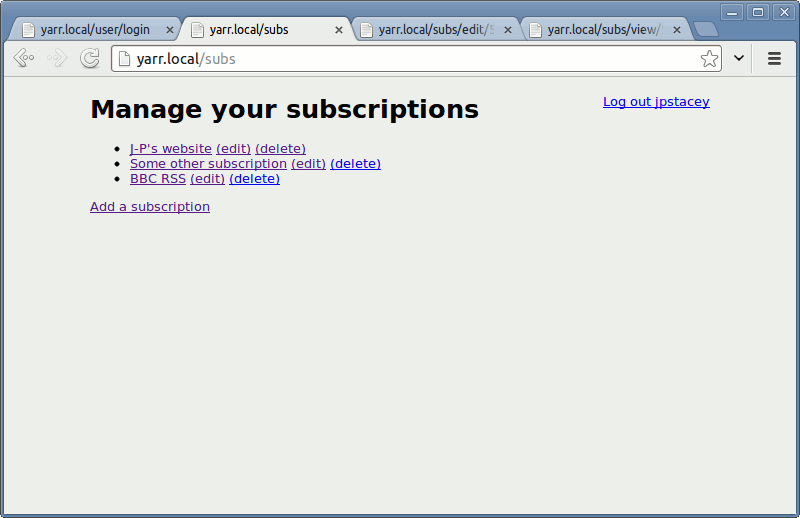 yarr.local/user/login
yarr.local/subs
yarr.local/subs/edit/
yarr.local/subs/view/
yarr.local/subs
Manage your subscriptions
Log out jpstacey
J-P's website (edit) (delete)
Some other subscription (edit) (delete)
BBC RSS (edit) (delete)
Add a subscription